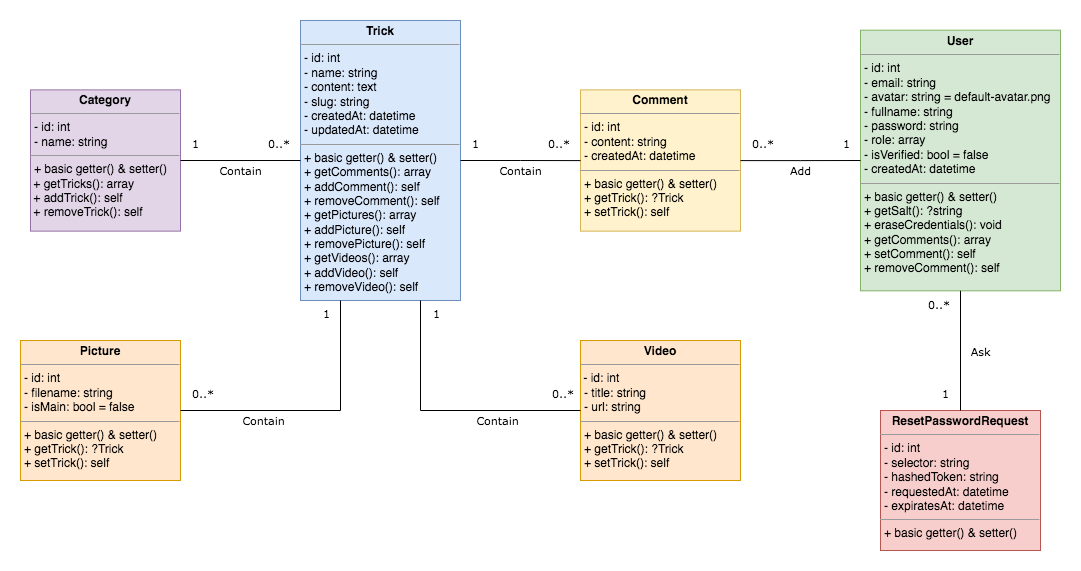 Trick
- id: int
- name: string
- content: text
- slug: string
- createdAt: datetime
- updatedAt: datetime
+ basic getter() & setter()
+ getComments(): array
+ addComment(): self
+ removeComment(): self
+ getPictures(): array
+ addPicture(): self
+ removePicture(): self
+ getVideos(): array
+ addVideo(): self
+ removeVideo(): self
User
- id: int
- email: string
- avatar: string = default-avatar.png
- fullname: string
- password: string
- role: array
- isVerified: bool = false
- createdAt: datetime
+ basic getter() & setter()
+ getSalt(): ?string
+ eraseCredentials(): void
+ getComments(): array
+ setComment(): self
+ removeComment(): self
Category
- id: int
- name: string
+ basic getter() & setter()
+ getTricks(): array
+ addTrick(): self
+ removeTrick(): self
1
0..*
Contain
1
0..*
Contain
Comment
- id: int
- content: string
- createdAt: datetime
+ basic getter() & setter()
+ getTrick(): ?Trick
+ setTrick(): self
0..*
1
Add
1
1
0..*
Ask
1
Picture
- id: int
- filename: string
- isMain: bool = false
+ basic getter() & setter()
+ getTrick(): ?Trick
+ setTrick(): self
0..*
Contain
0..*
Contain
Video
- id: int
- title: string
- url: string
+ basic getter() & setter()
+ getTrick(): ?Trick
+ setTrick(): self
ResetPasswordRequest
- id: int
- selector: string
- hashedToken: string
- requestedAt: datetime
- expiratesAt: datetime
+ basic getter() & setter()